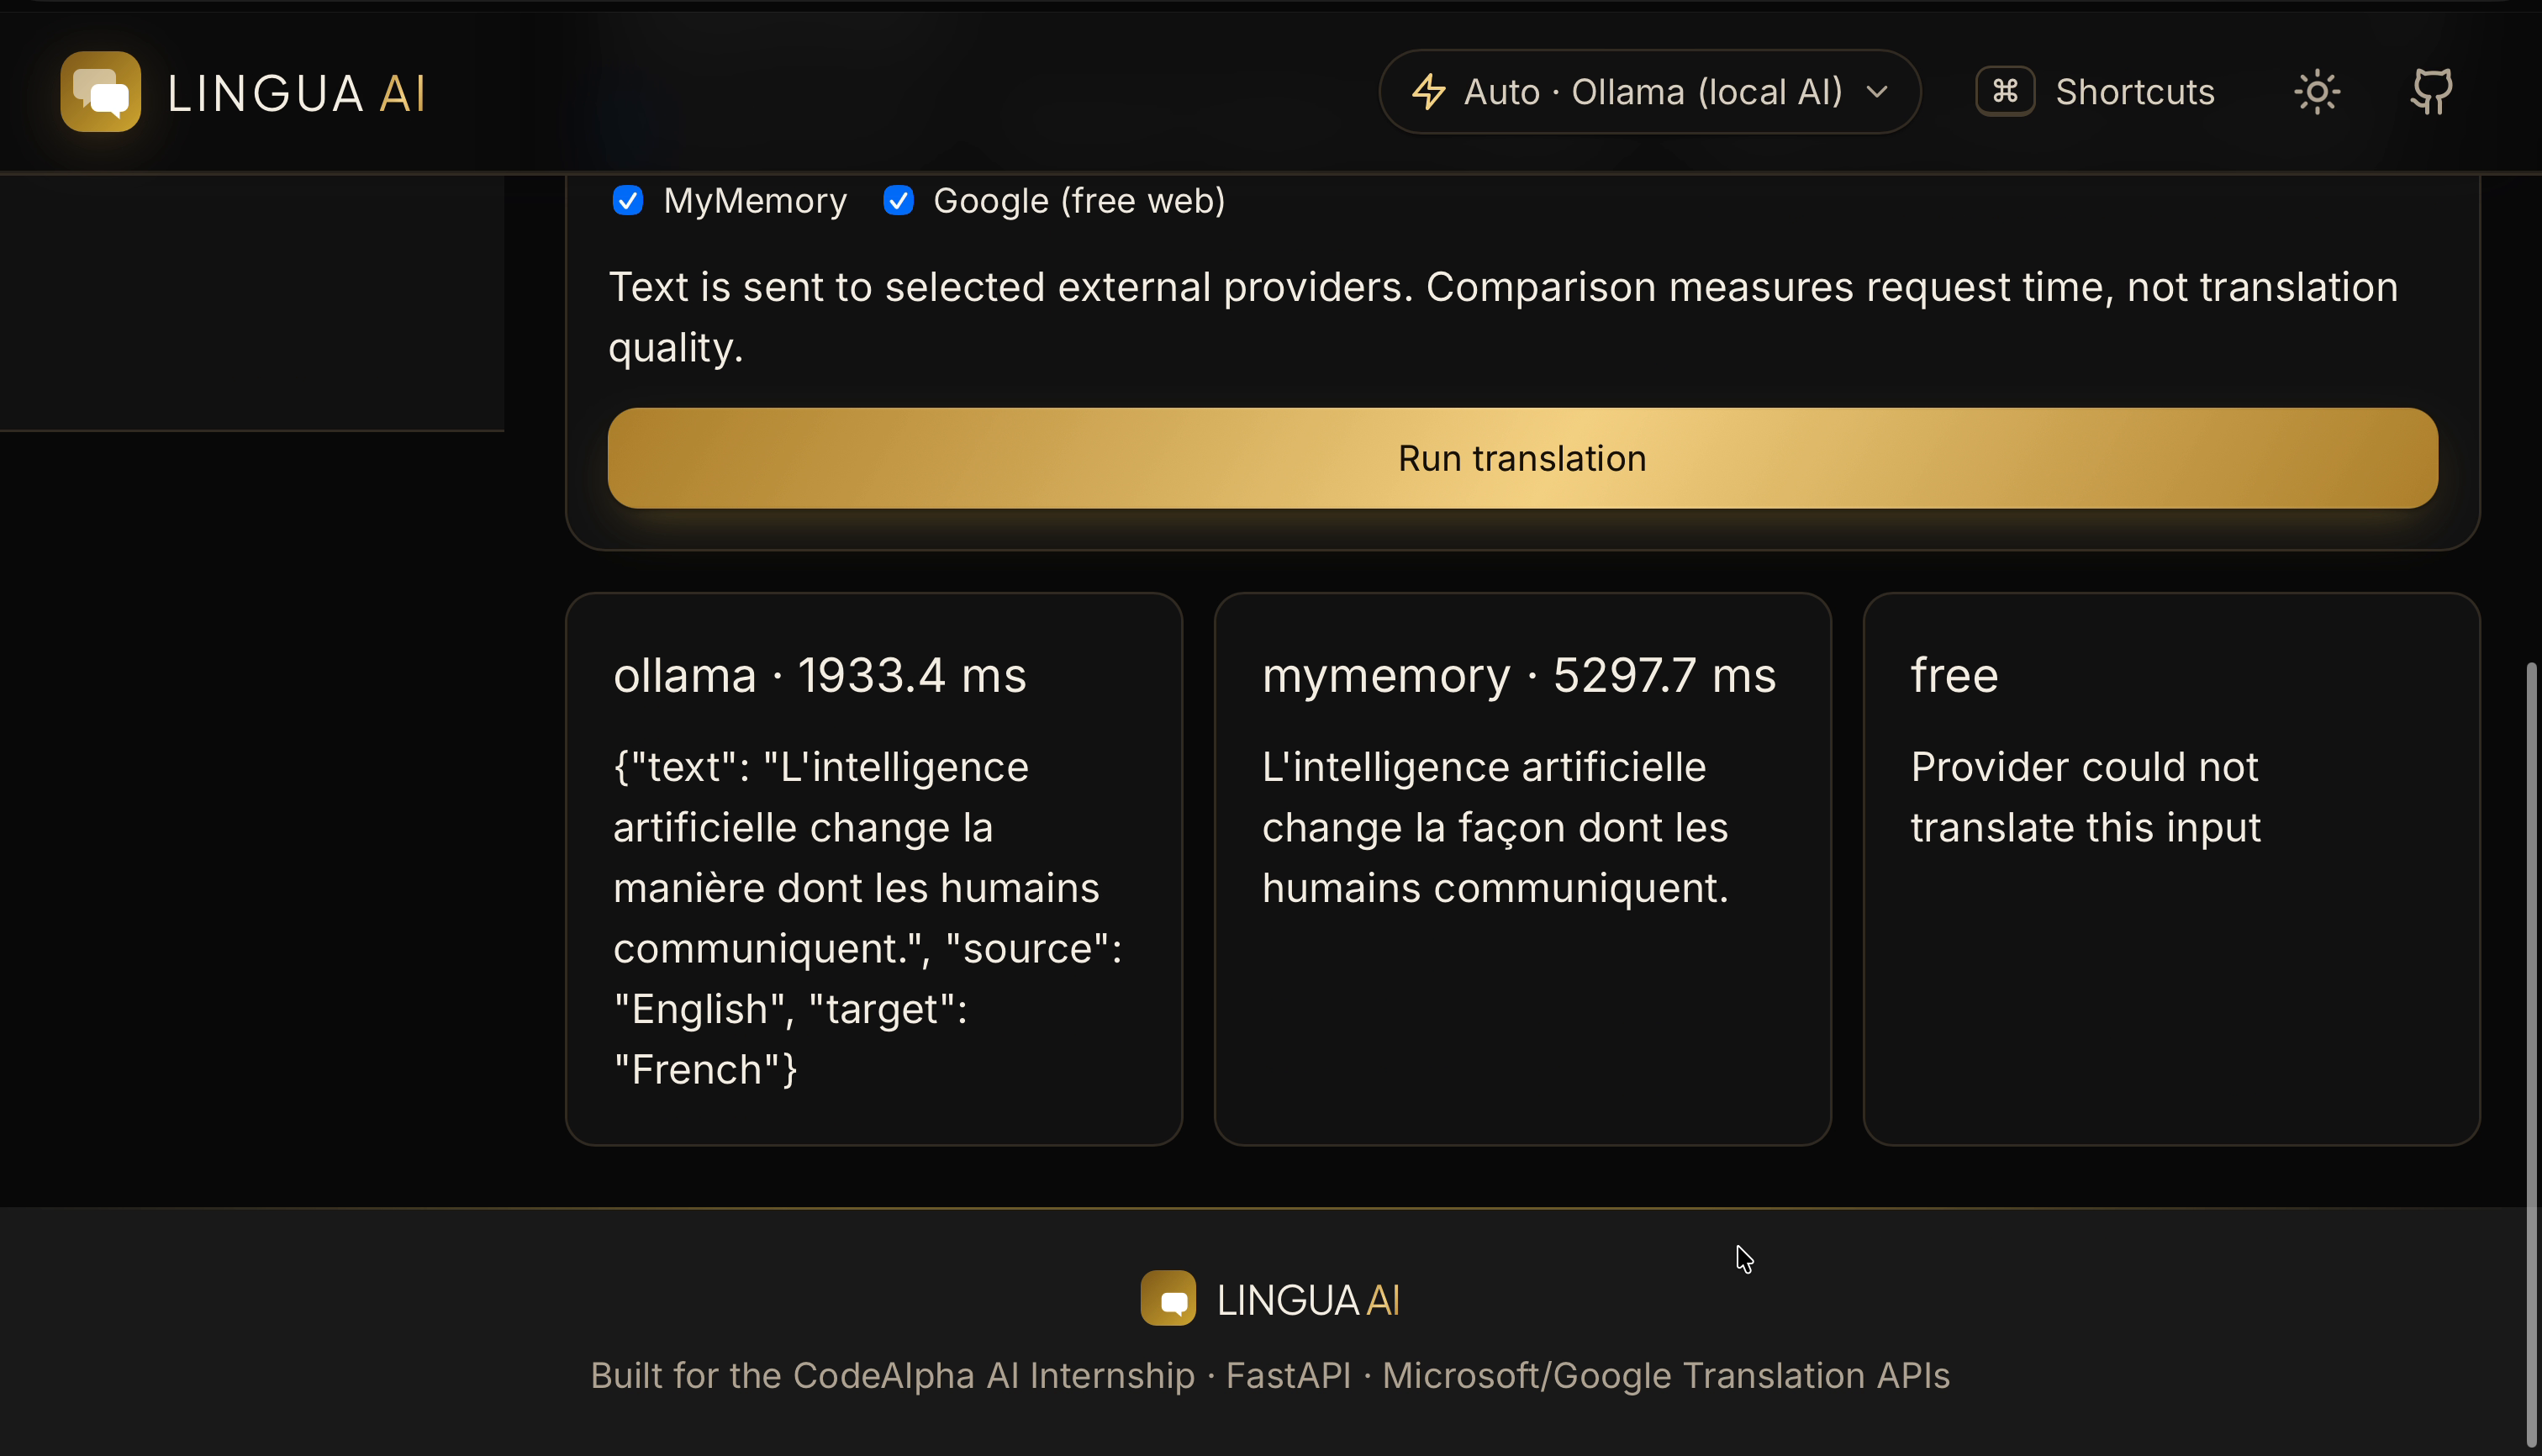 LINGUA AI
Auto · Ollama (local AI)
⌘ Shortcuts
MyMemory
Google (free web)
Text is sent to selected external providers. Comparison measures request time, not translation
quality.
Run translation
ollama · 1933.4 ms
{"text": "L'intelligence
artificielle change la
manière dont les humains
communiquent.", "source":
"English", "target":
"French"}
mymemory · 5297.7 ms
L'intelligence artificielle
change la façon dont les
humains communiquent.
free
Provider could not
translate this input
LINGUA AI
Built for the CodeAlpha AI Internship · FastAPI · Microsoft/Google Translation APIs